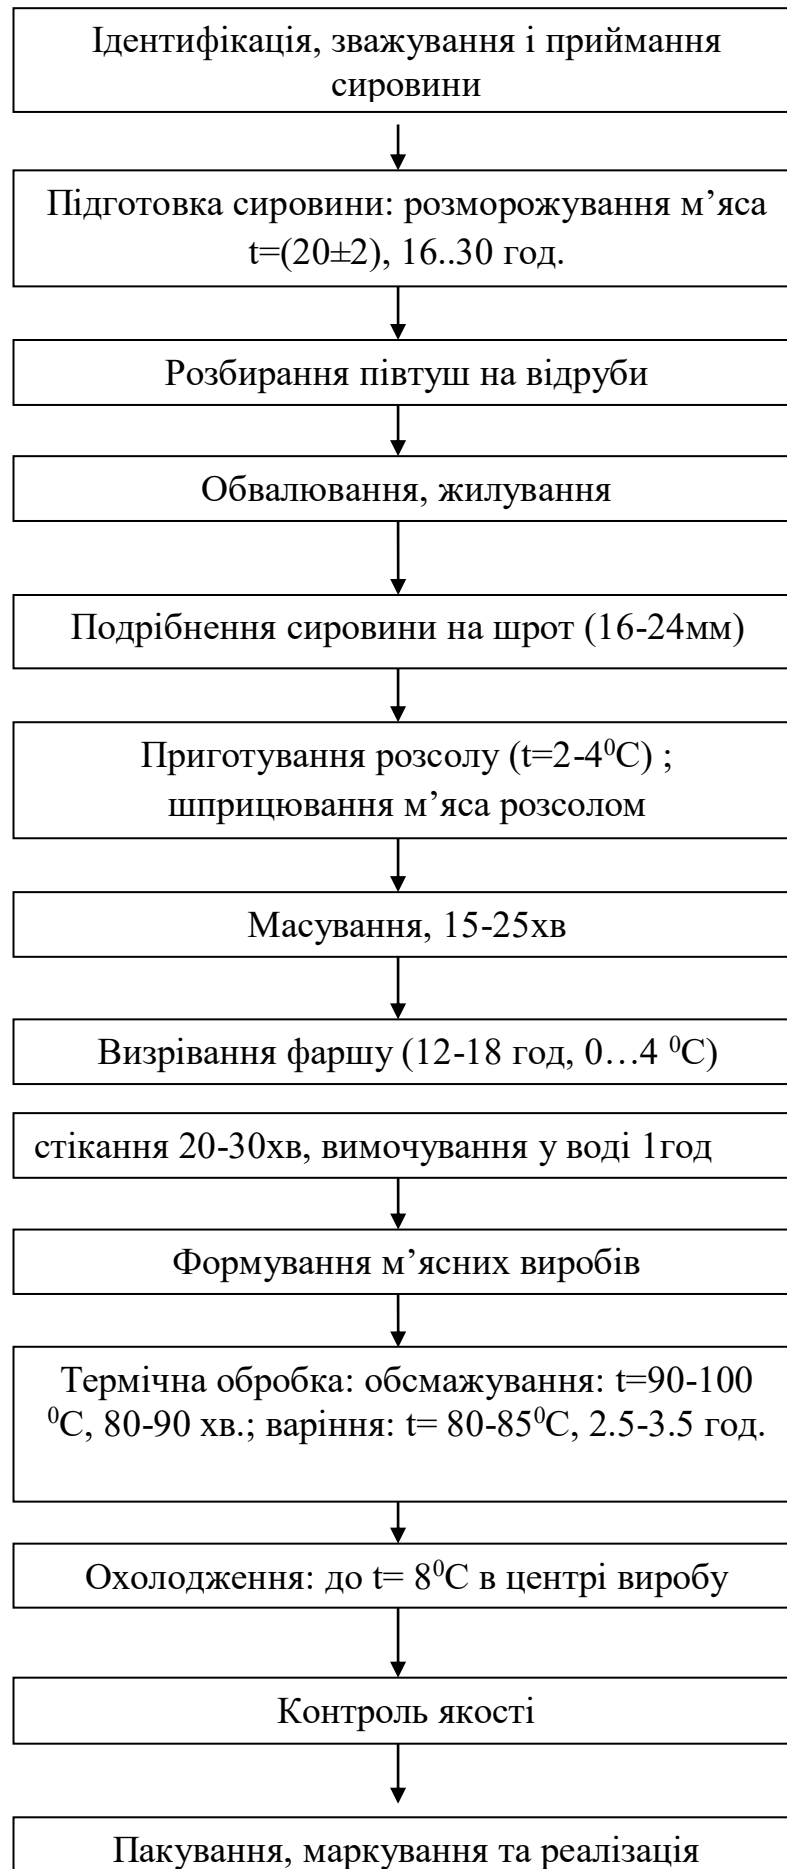 Ідентифікація, зважування і приймання
сировини
Підготовка сировини: розморожування м’яса
t=(20±2), 16..30 год.
Розбирання півтуш на відруби
Обвалювання, жилування
Подрібнення сировини на шрот (16-24мм)
Приготування розсолу (t=2-4⁰С) ;
шприцювання м’яса розсолом
Масування, 15-25хв
Визрівання фаршу (12-18 год, 0…4 ⁰С)
стікання 20-30хв, вимочування у воді 1год
Формування м’ясних виробів
Термічна обробка: обсмажування: t=90-100
⁰С, 80-90 хв.; варіння: t= 80-85⁰С, 2.5-3.5 год.
Охолодження: до t= 8⁰С в центрі виробу
Контроль якості
Пакування, маркування та реалізація